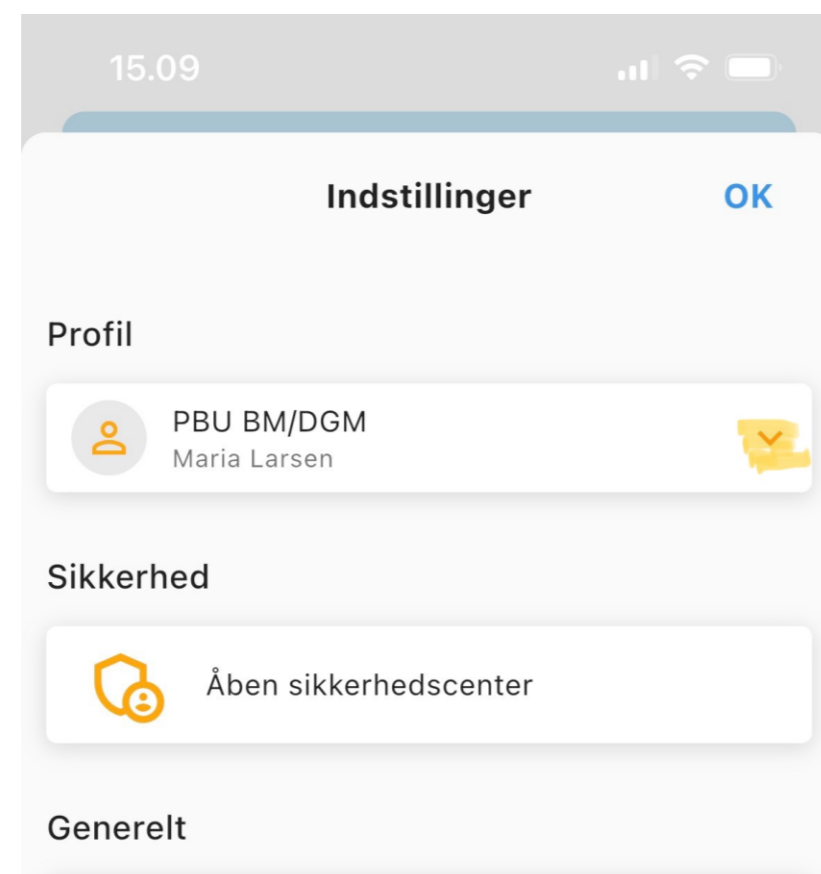 15.09
Indstillinger
OK
Profil
PBU BM/DGM
Maria Larsen
Sikkerhed
Åben sikkerhedscenter
Generelt